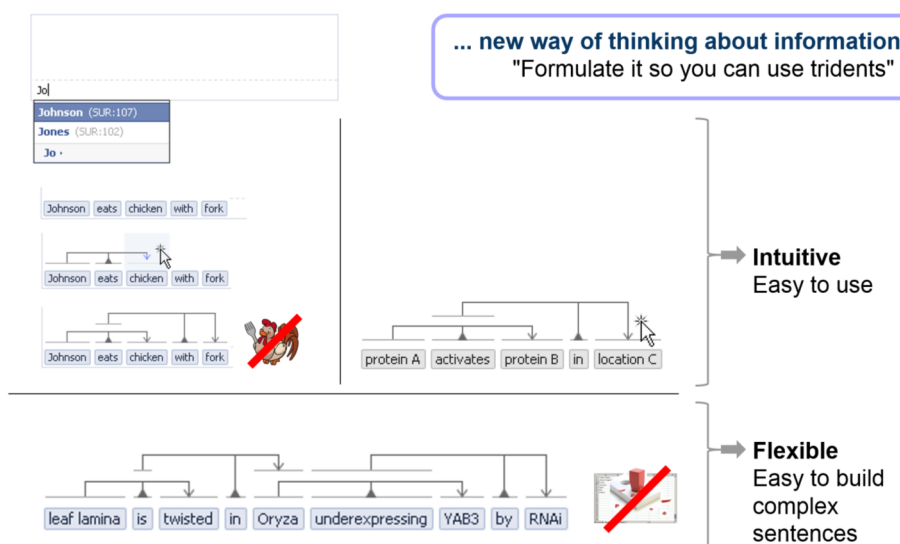 ... new way of thinking about information
"Formulate it so you can use tridents"
Jo
Johnson (SUR:107)
Jones (SUR:102)
Jo ·
Johnson eats chicken with fork
Johnson eats chicken with fork
Johnson eats chicken with fork
protein A activates protein B in location C
Intuitive
Easy to use
leaf lamina is twisted in Oryza underexpressing YAB3 by RNAi
Flexible
Easy to build
complex
sentences